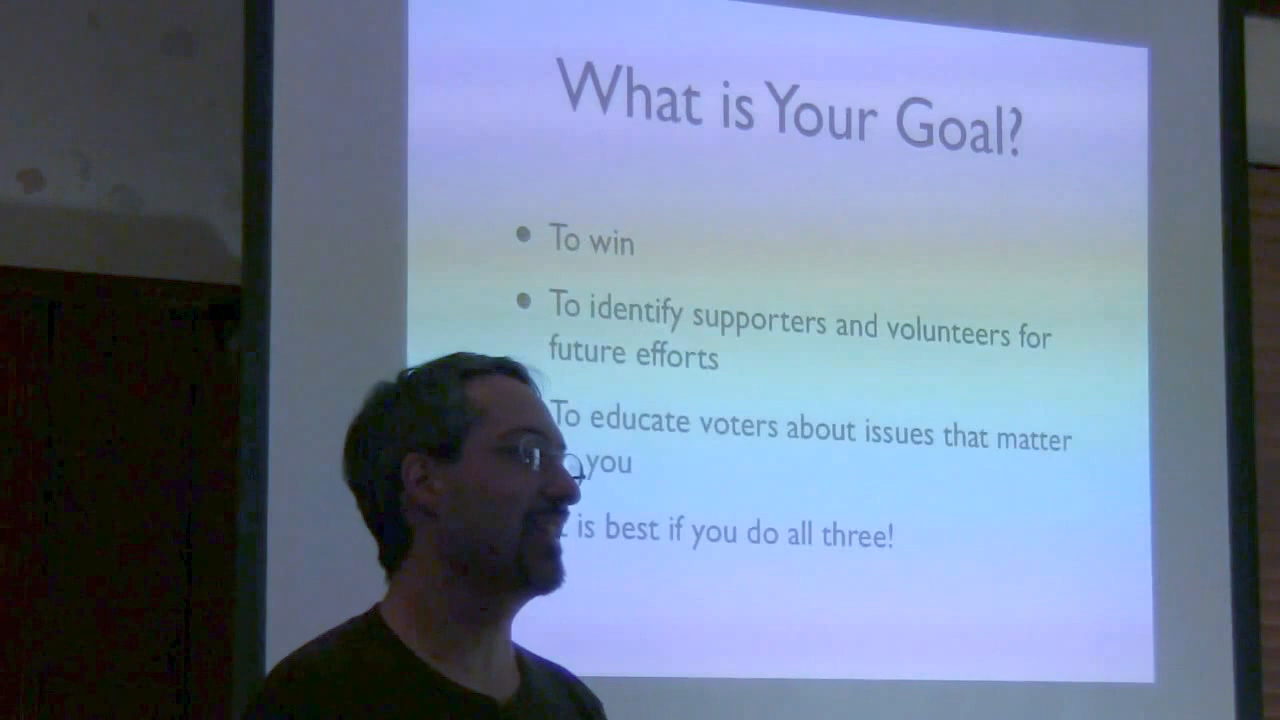 What is Your Goal?
• To win
• To identify supporters and volunteers for
future efforts
To educate voters about issues that matter
you
is best if you do all three!